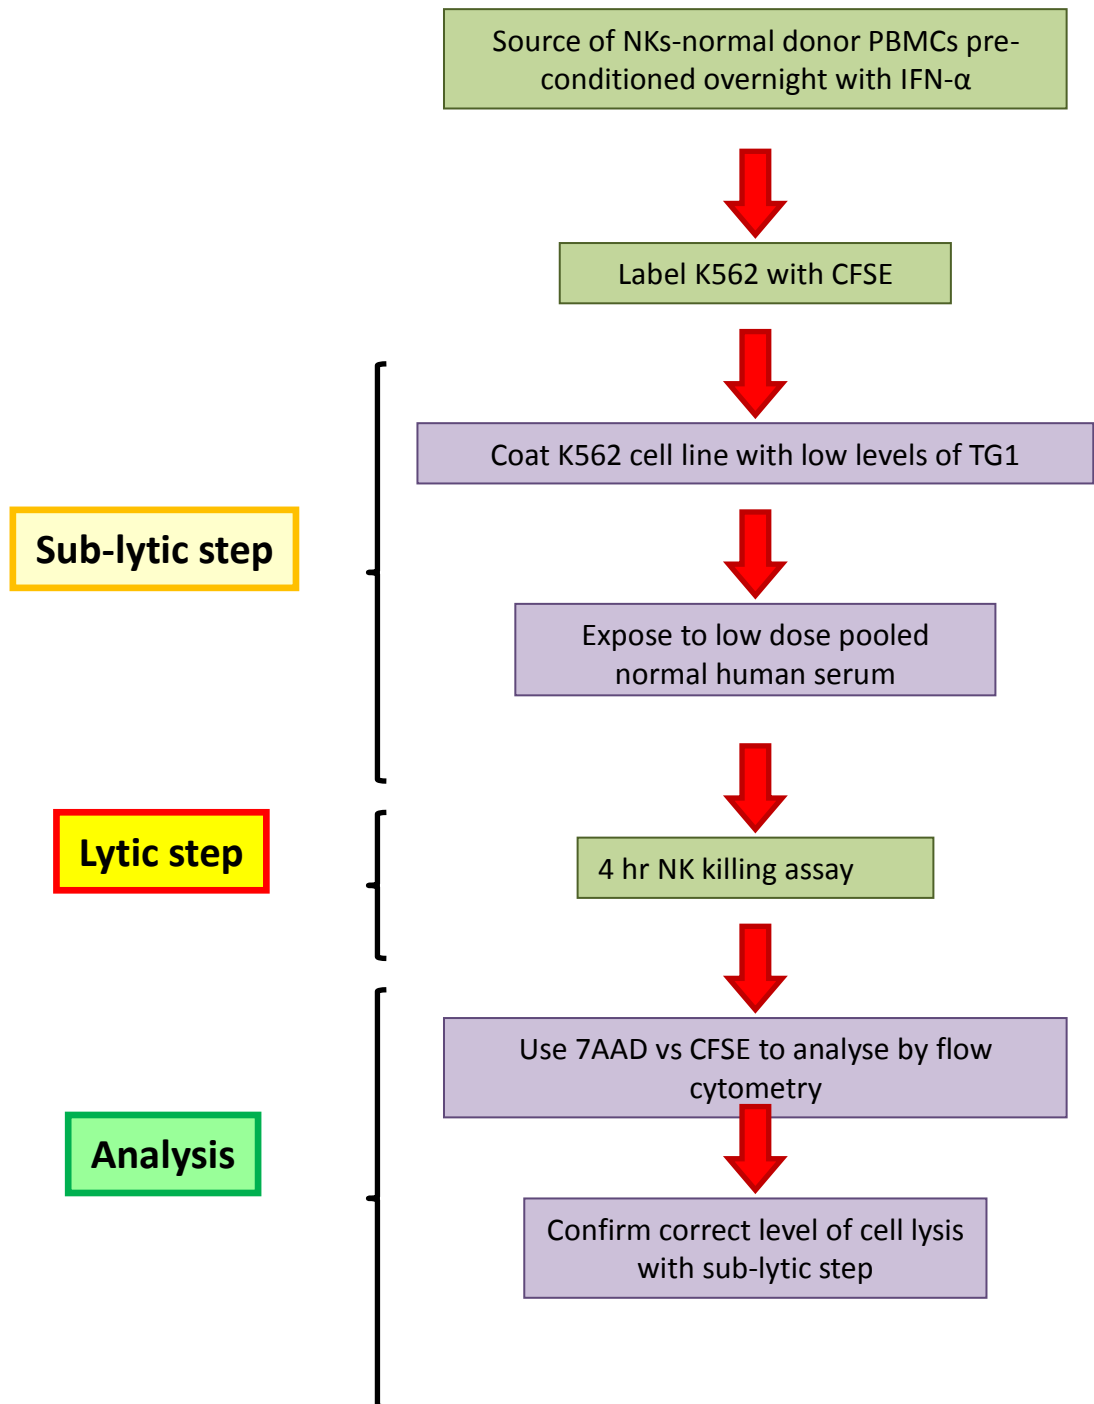 Source of NKs-normal donor PBMCs pre-
conditioned overnight with IFN-α
Label K562 with CFSE
Coat K562 cell line with low levels of TG1
Sub-lytic step
Expose to low dose pooled
normal human serum
Lytic step
4 hr NK killing assay
Use 7AAD vs CFSE to analyse by flow
cytometry
Analysis
Confirm correct level of cell lysis
with sub-lytic step